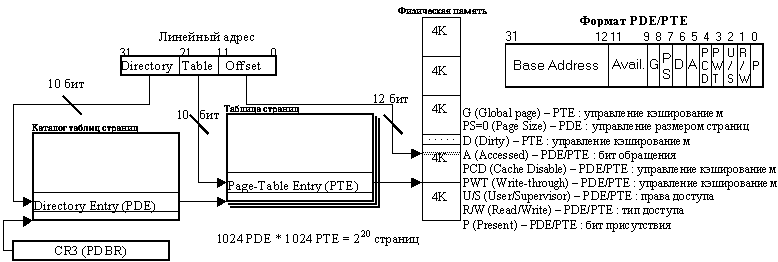 Физическая память
Линейный адрес
31 21 11 0
Directory Table Offset
10 бит
10 бит
12 бит
Каталог таблиц страниц
Directory Entry (PDE)
CR3 (PDBR)
Таблица страниц
Page-Table Entry (PTE)
1024 PDE * 1024 PTE = 2^20 страниц
4K
4K
4K
4K
4K
Формат PDE/PTE
31 12 11 9 8 7 6 5 4 3 2 1 0
Base Address Avail. G PS D A PCD PWT U/S R/W P
G (Global page) – PTE : управление кэширование м
PS=0 (Page Size) – PDE : управление размером страниц
D (Dirty) – PTE : управление кэширование м
A (Accessed) – PDE/PTE : бит обращения
PCD (Cache Disable) – PDE/PTE : управление кэширование м
PWT (Write-through) – PDE/PTE : управление кэширование м
U/S (User/Supervisor) – PDE/PTE : права доступа
R/W (Read/Write) – PDE/PTE : тип доступа
P (Present) – PDE/PTE : бит присутствия